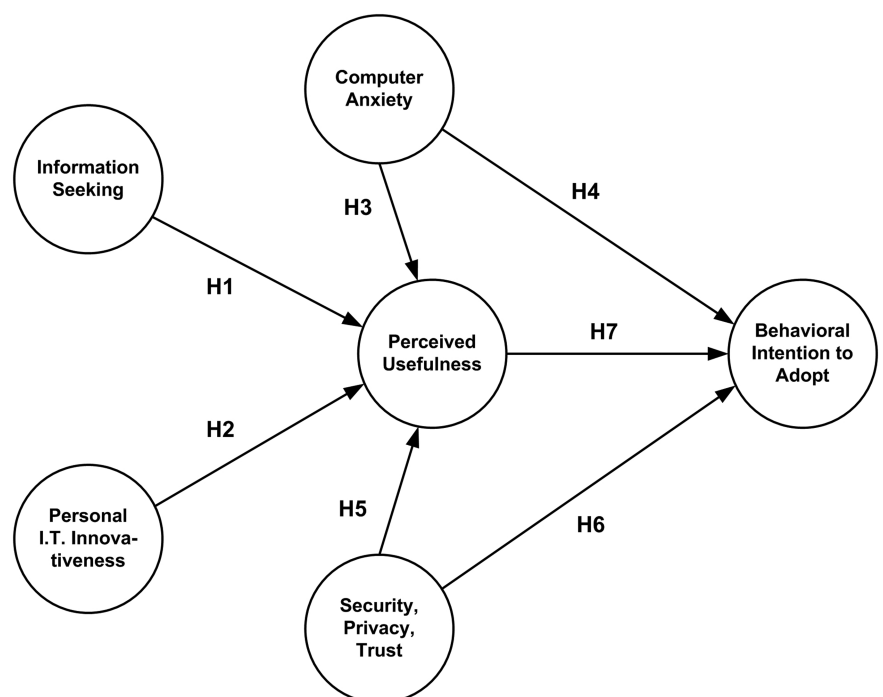 Computer
Anxiety
Information
Seeking
H3
H4
H1
Perceived
Usefulness
H7
Behavioral
Intention to
Adopt
H2
Personal
I.T. Innova-
tiveness
H5
H6
Security,
Privacy,
Trust